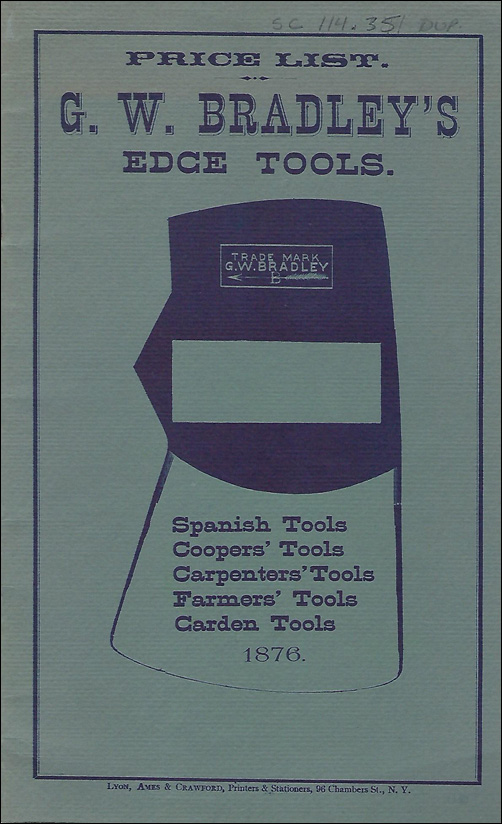 SC 114.351 DUP.
PRICE LIST.
G. W. BRADLEY'S
EDGE TOOLS.
TRADE MARK
G.W.BRADLEY
B
Spanish Tools
Coopers' Tools
Carpenters' Tools
Farmers' Tools
Garden Tools
1876.
LYON, AMES & CRAWFORD, Printers & Stationers, 96 Chambers St., N. Y.